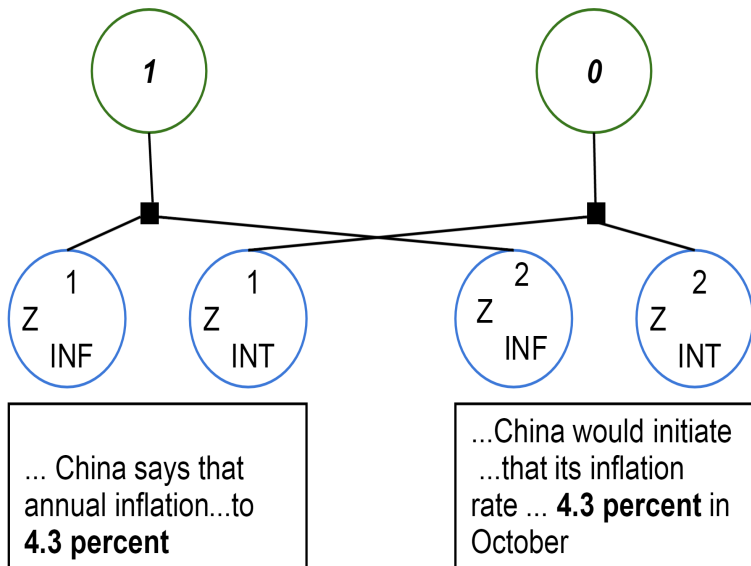 1
0
1
Z
INF
1
Z
INT
2
Z
INF
2
Z
INT
... China says that
annual inflation...to
4.3 percent
...China would initiate
...that its inflation
rate ... 4.3 percent in
October